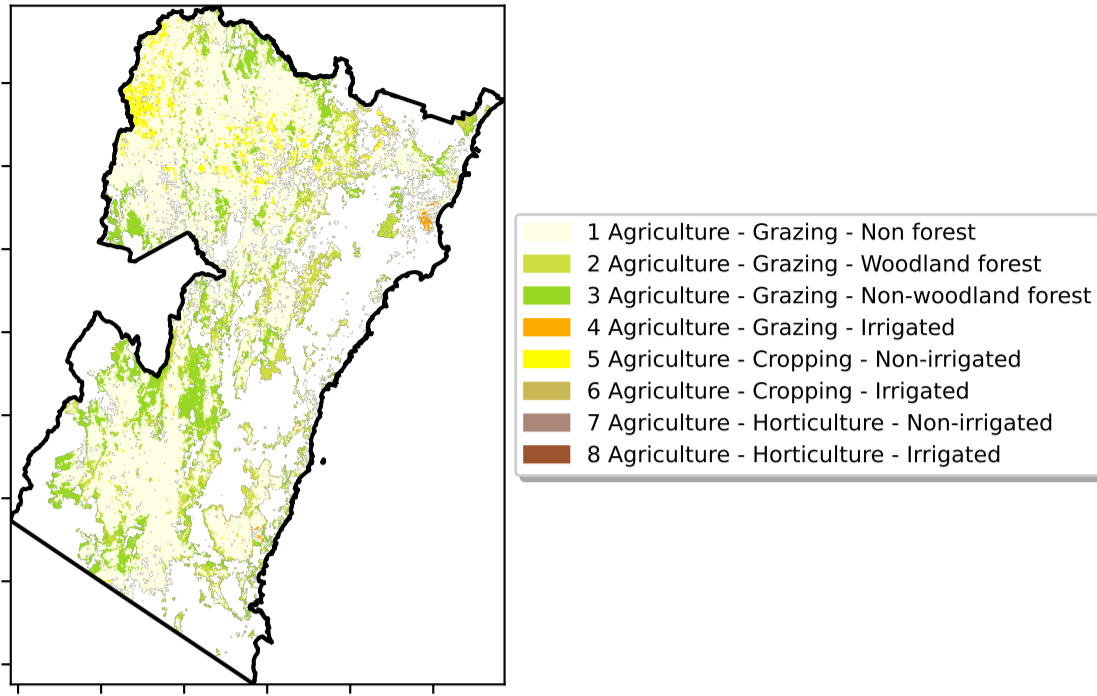 1 Agriculture - Grazing - Non forest
2 Agriculture - Grazing - Woodland forest
3 Agriculture - Grazing - Non-woodland forest
4 Agriculture - Grazing - Irrigated
5 Agriculture - Cropping - Non-irrigated
6 Agriculture - Cropping - Irrigated
7 Agriculture - Horticulture - Non-irrigated
8 Agriculture - Horticulture - Irrigated